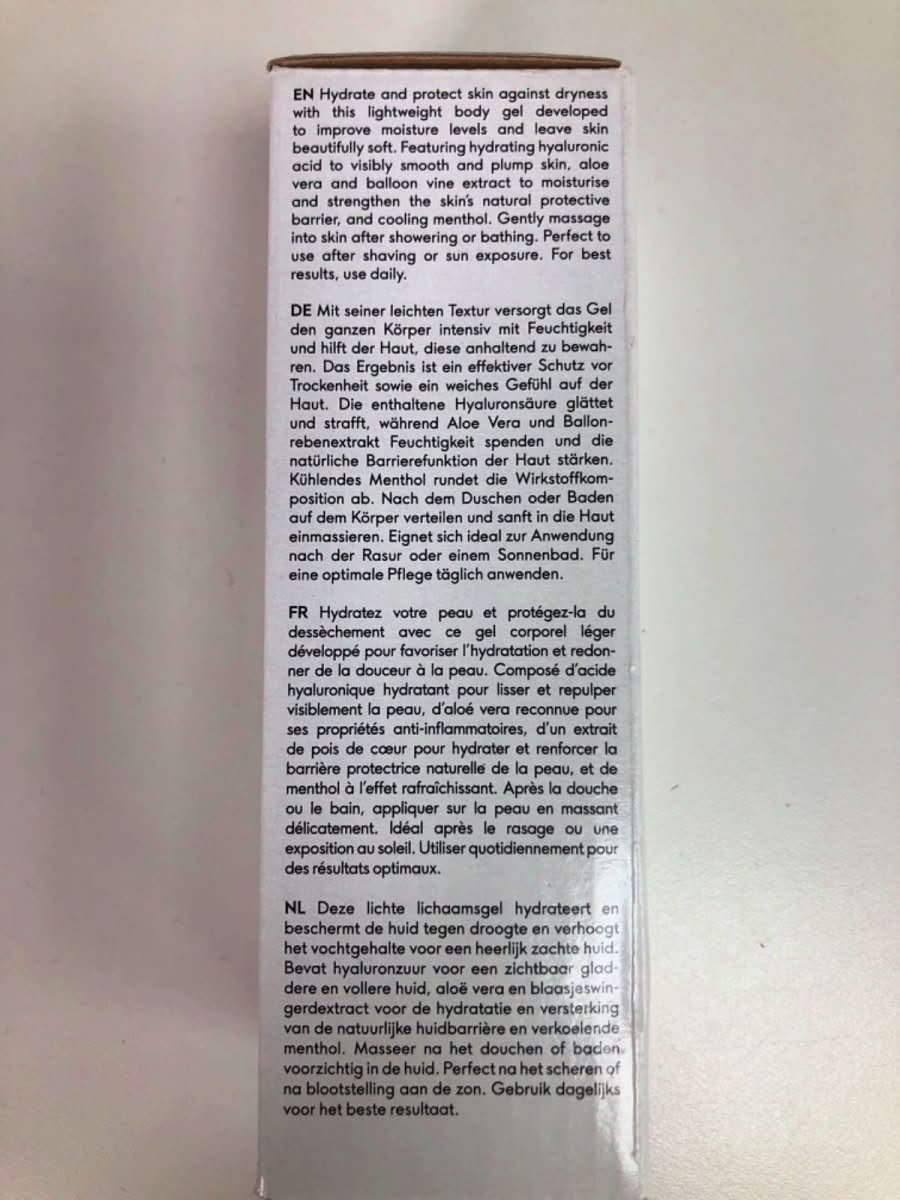 EN Hydrate and protect skin against dryness
with this lightweight body gel developed
to improve moisture levels and leave skin
beautifully soft. Featuring hydrating hyaluronic
acid to visibly smooth and plump skin, aloe
vera and balloon vine extract to moisturise
and strengthen the skin's natural protective
barrier, and cooling menthol. Gently massage
into skin after showering or bathing. Perfect to
use after shaving or sun exposure. For best
results, use daily.
DE Mit seiner leichten Textur versorgt das Gel
den ganzen Körper intensiv mit Feuchtigkeit
und hilft der Haut, diese anhaltend zu bewah-
ren. Das Ergebnis ist ein effektiver Schutz vor
Trockenheit sowie ein weiches Gefühl auf der
Haut. Die enthaltene Hyaluronsäure glättet
und strafft, während Aloe Vera und Ballon-
rebenextrakt Feuchtigkeit spenden und die
natürliche Barrierefunktion der Haut stärken.
Kühlendes Menthol rundet die Wirkstoffkom-
position ab. Nach dem Duschen oder Baden
auf dem Körper verteilen und sanft in die Haut
einmassieren. Eignet sich ideal zur Anwendung
nach der Rasur oder einem Sonnenbad. Für
eine optimale Pflege täglich anwenden.
FR Hydratez votre peau et protégez-la du
dessèchement avec ce gel corporel léger
développé pour favoriser l'hydratation et redon-
ner de la douceur à la peau. Composé d'acide
hyaluronique hydratant pour lisser et repulper
visiblement la peau, d'aloé vera reconnue pour
ses propriétés anti-inflammatoires, d'un extrait
de pois de cœur pour hydrater et renforcer la
barrière protectrice naturelle de la peau, et de
menthol à l'effet rafraîchissant. Après la douche
ou le bain, appliquer sur la peau en massant
délicatement. Idéal après le rasage ou une
exposition au soleil. Utiliser quotidiennement pour
des résultats optimaux.
NL Deze lichte lichaamsgel hydrateert en
beschermt de huid tegen droogte en verhoogt
het vochtgehalte voor een heerlijk zachte huid.
Bevat hyaluronzuur voor een zichtbaar glad-
dere en vollere huid, aloë vera en blaasjeswin-
gerdextract voor de hydratatie en versterking
van de natuurlijke huidbarrière en verkoelende
menthol. Masseer na het douchen of baden
voorzichtig in de huid. Perfect na het scheren of
na blootstelling aan de zon. Gebruik dagelijks
voor het beste resultaat.